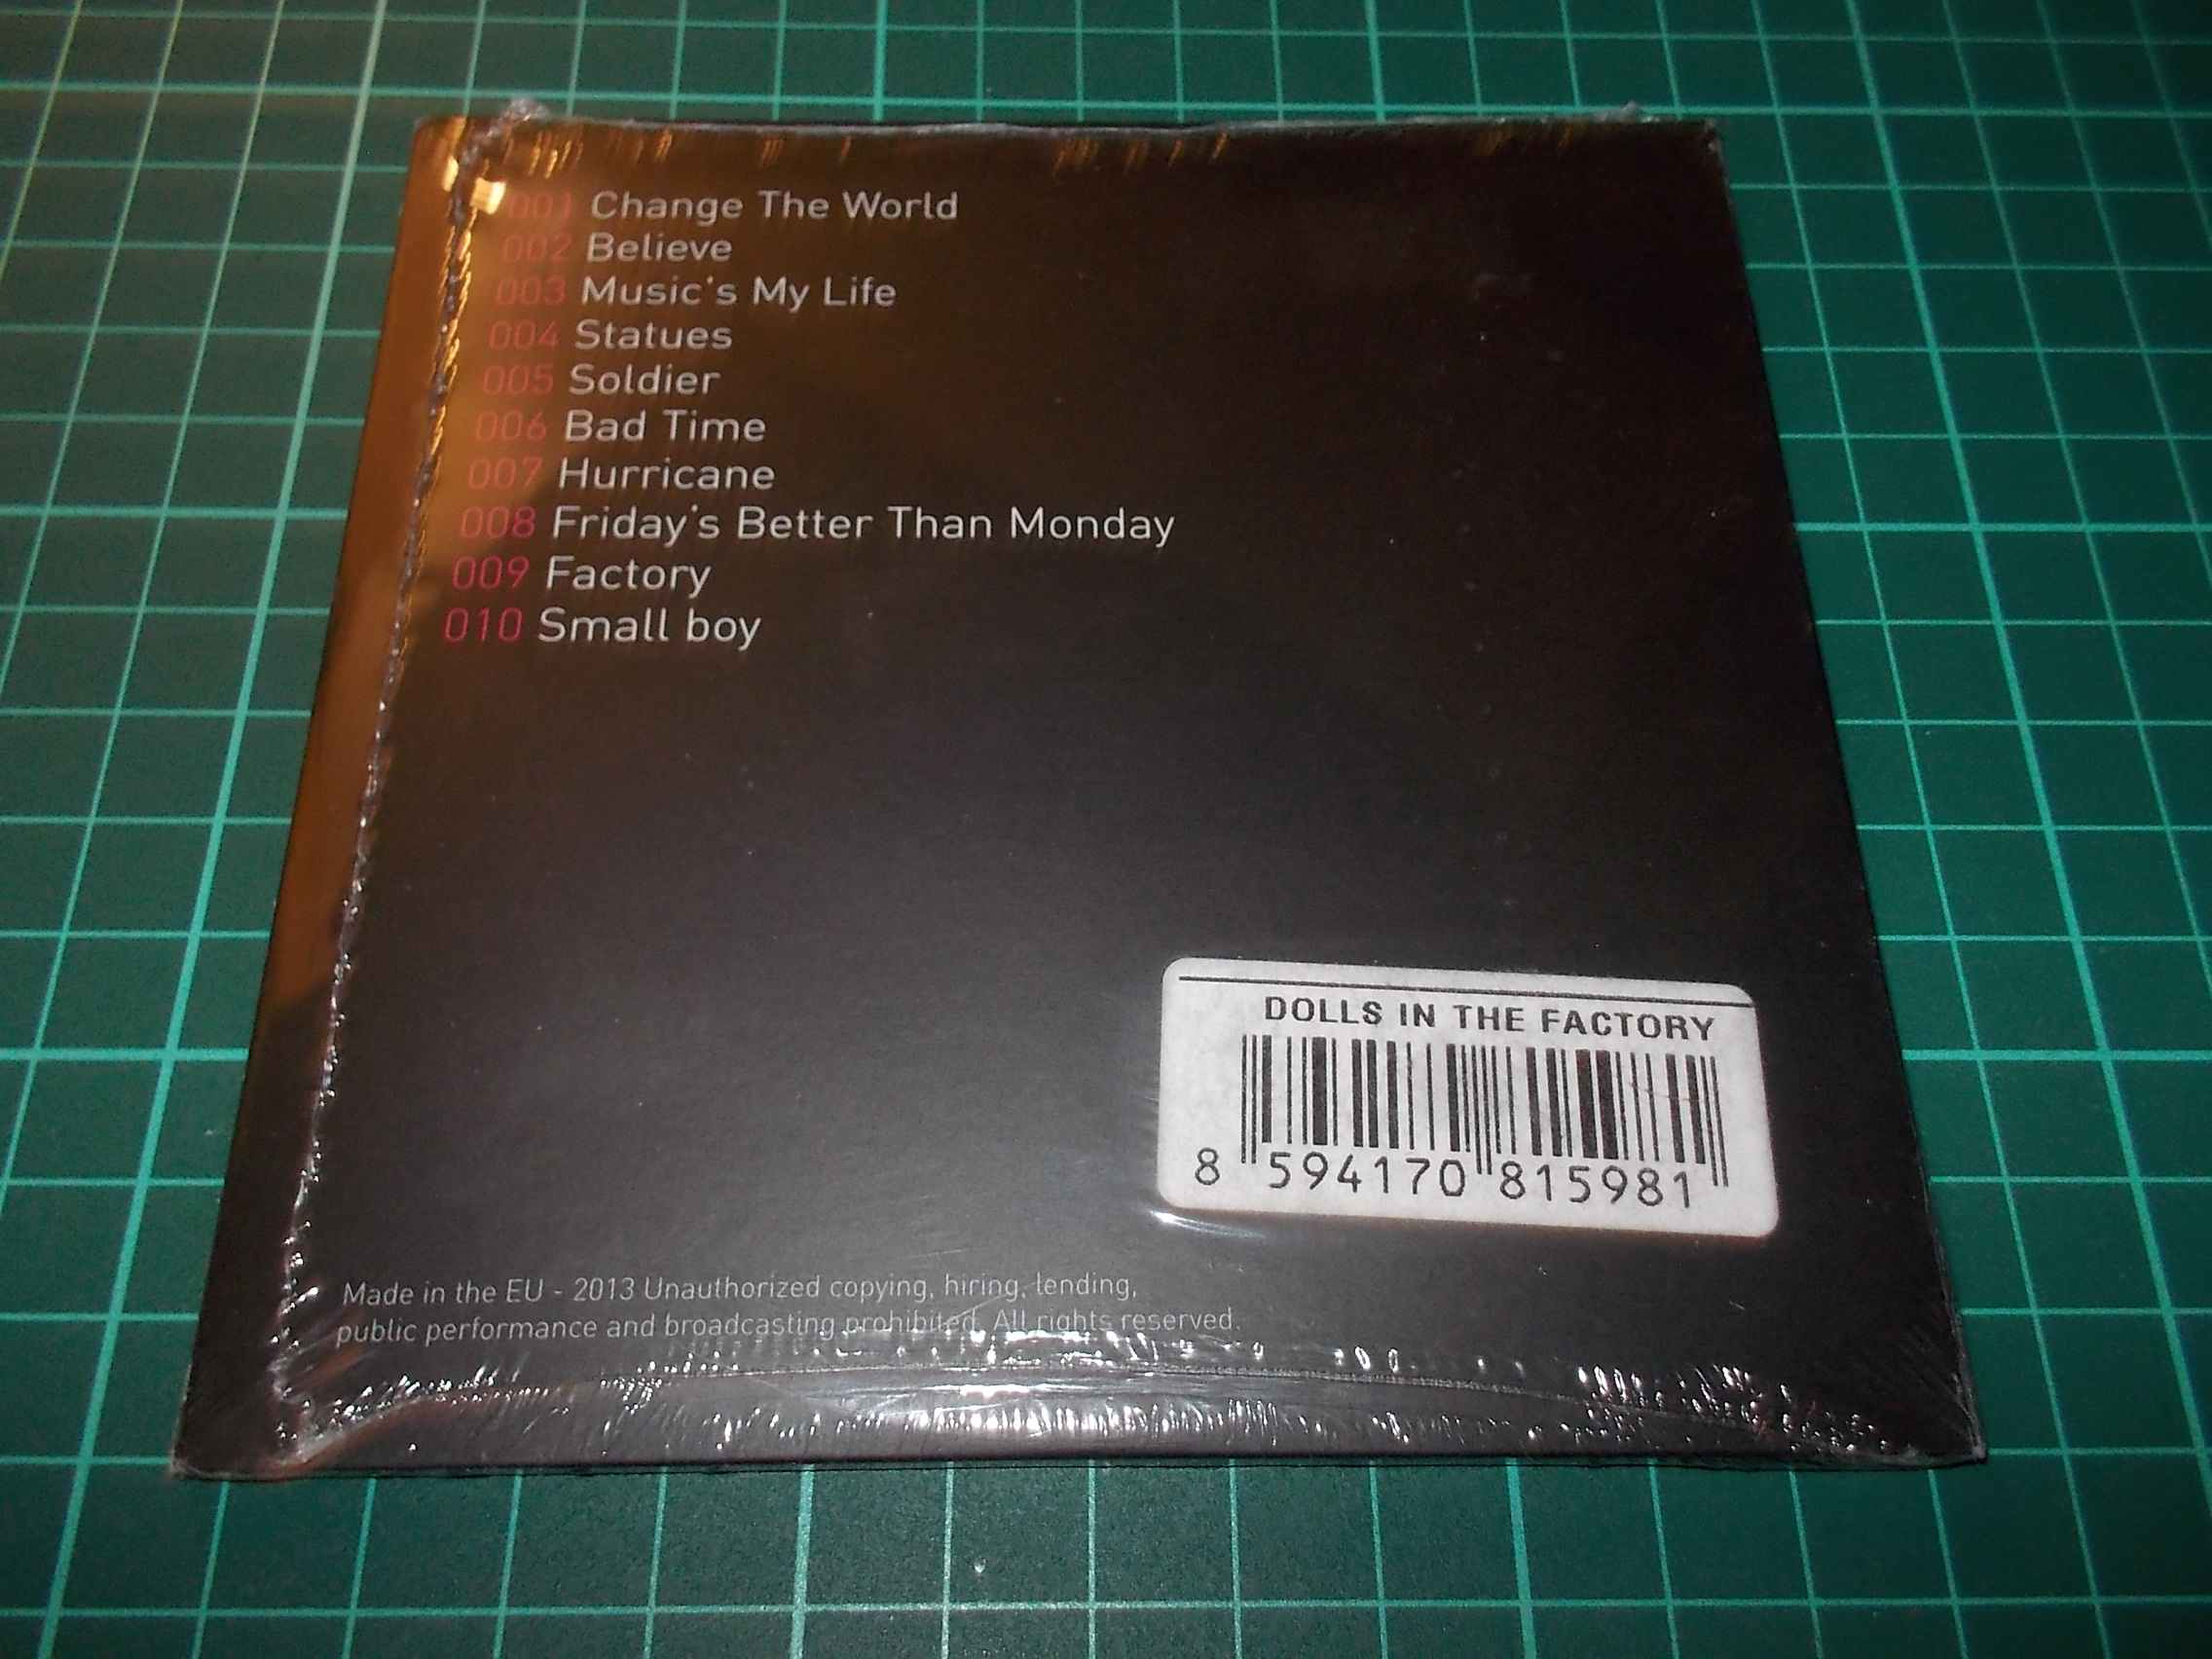 001 Change The World
002 Believe
003 Music's My Life
004 Statues
005 Soldier
006 Bad Time
007 Hurricane
008 Friday's Better Than Monday
009 Factory
010 Small boy
DOLLS IN THE FACTORY
8 594170 815981
Made in the EU - 2013 Unauthorized copying, hiring, lending,
public performance and broadcasting prohibited. All rights reserved.